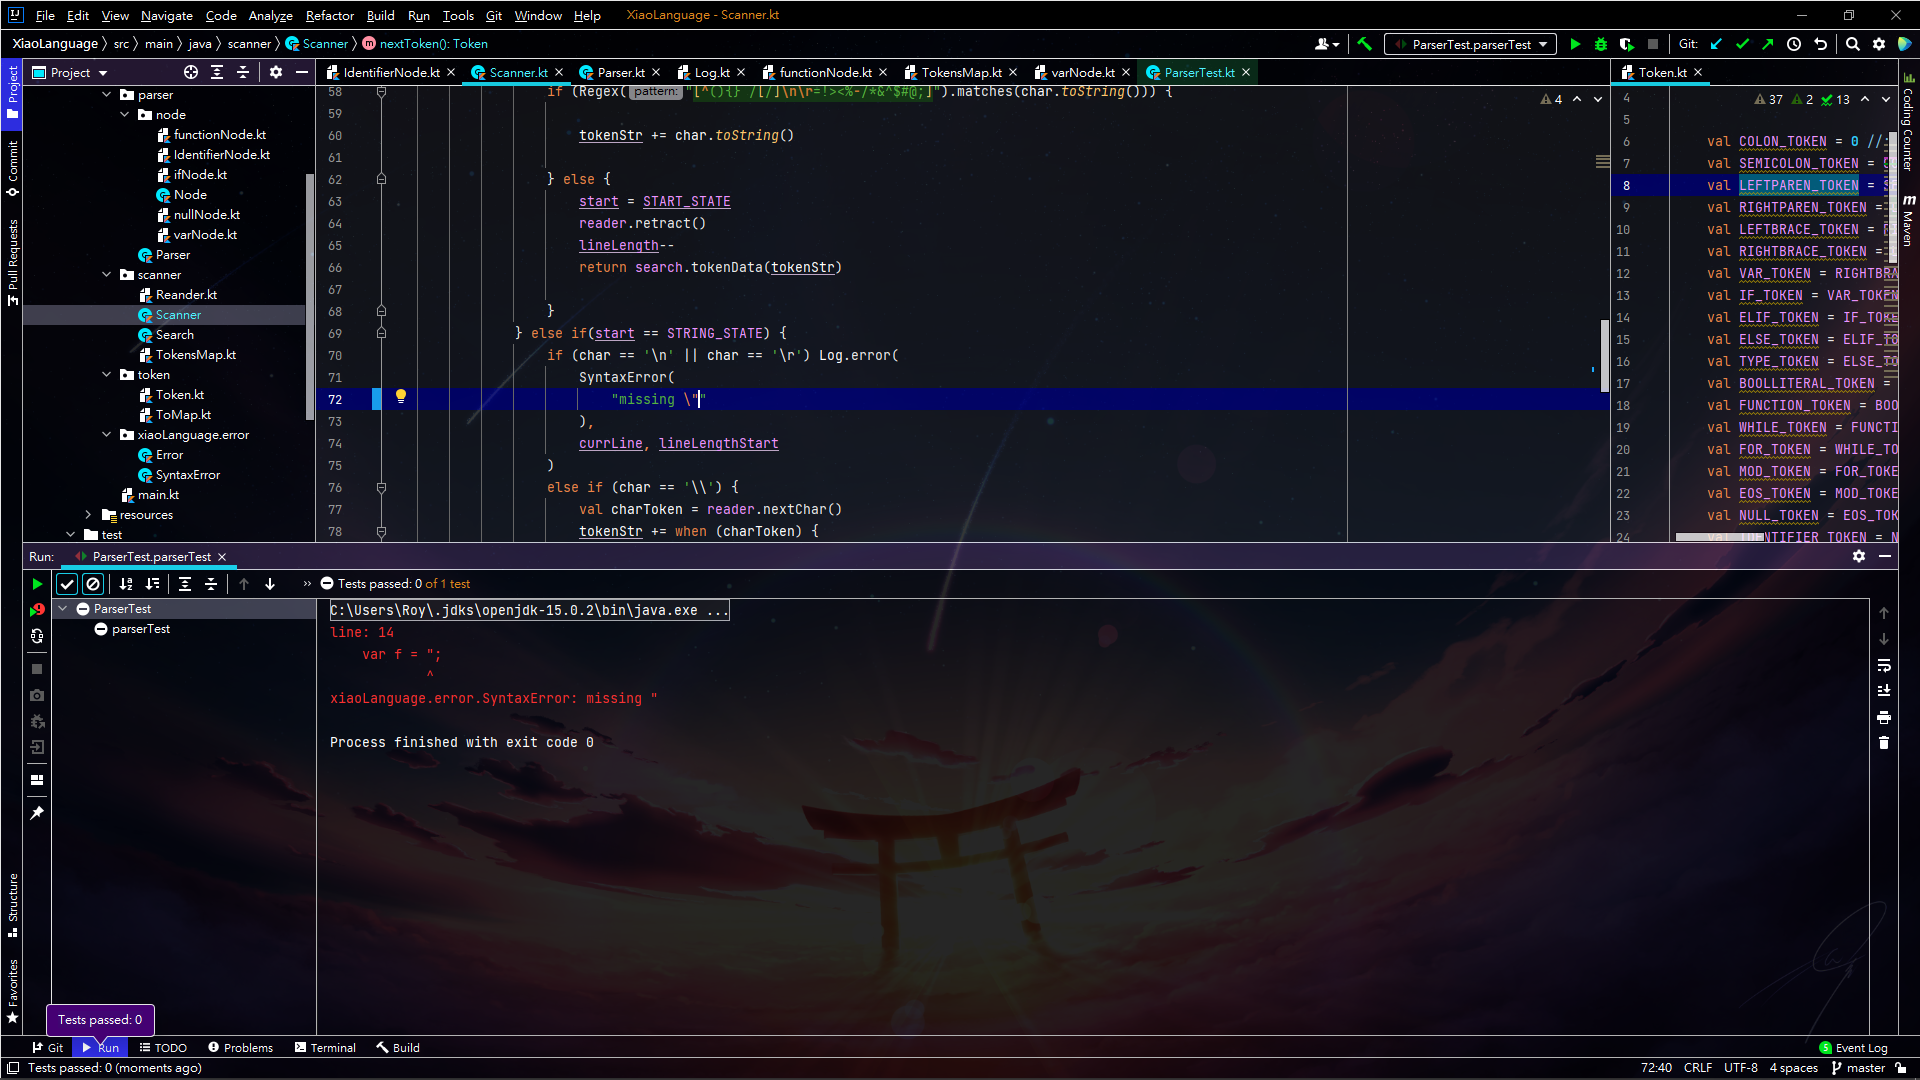 File Edit View Navigate Code Analyze Refactor Build Run Tools Git Window Help XiaoLanguage - Scanner.kt
XiaoLanguage src main java scanner Scanner nextToken(): Token
ParserTest.parserTest Git:
Project
IdentifierNode.kt Scanner.kt Parser.kt Log.kt functionNode.kt TokensMap.kt varNode.kt ParserTest.kt Token.kt
Project
Commit
Pull Requests
Structure
Favorites
parser
node
functionNode.kt
IdentifierNode.kt
ifNode.kt
Node
nullNode.kt
varNode.kt
Parser
scanner
Reander.kt
Scanner
Search
TokensMap.kt
token
Token.kt
ToMap.kt
xiaoLanguage.error
Error
SyntaxError
main.kt
resources
test
58 if (Regex( pattern: "[^(){} /[/]\n\r=!><%-/*&^$#@;]").matches(char.toString())) {
59
60 tokenStr += char.toString()
61
62 } else {
63 start = START_STATE
64 reader.retract()
65 lineLength--
66 return search.tokenData(tokenStr)
67
68 }
69 } else if(start == STRING_STATE) {
70 if (char == '\n' || char == '\r') Log.error(
71 SyntaxError(
72 "missing \""
73 ),
74 currLine, lineLengthStart
75 )
76 else if (char == '\\') {
77 val charToken = reader.nextChar()
78 tokenStr += when (charToken) {
4
37 2 13
4
5
6 val COLON_TOKEN = 0 //
7 val SEMICOLON_TOKEN =
8 val LEFTPAREN_TOKEN =
9 val RIGHTPAREN_TOKEN =
10 val LEFTBRACE_TOKEN =
11 val RIGHTBRACE_TOKEN =
12 val VAR_TOKEN = RIGHTBRA
13 val IF_TOKEN = VAR_TOKEN
14 val ELIF_TOKEN = IF_TOKE
15 val ELSE_TOKEN = ELIF_TO
16 val TYPE_TOKEN = ELSE_TO
17 val BOOLLITERAL_TOKEN =
18 val FUNCTION_TOKEN = BOO
19 val WHILE_TOKEN = FUNCTI
20 val FOR_TOKEN = WHILE_TO
21 val MOD_TOKEN = FOR_TOKE
22 val EOS_TOKEN = MOD_TOKE
23 val NULL_TOKEN = EOS_TOK
24 val IDENTIFIER_TOKEN = N
Coding Counter
Maven
Run: ParserTest.parserTest
Tests passed: 0 of 1 test
ParserTest
parserTest
C:\Users\Roy\.jdks\openjdk-15.0.2\bin\java.exe ...
line: 14
var f = ";
^
xiaoLanguage.error.SyntaxError: missing "
Process finished with exit code 0
Tests passed: 0
Git Run TODO Problems Terminal Build Event Log
Tests passed: 0 (moments ago) 72:40 CRLF UTF-8 4 spaces master